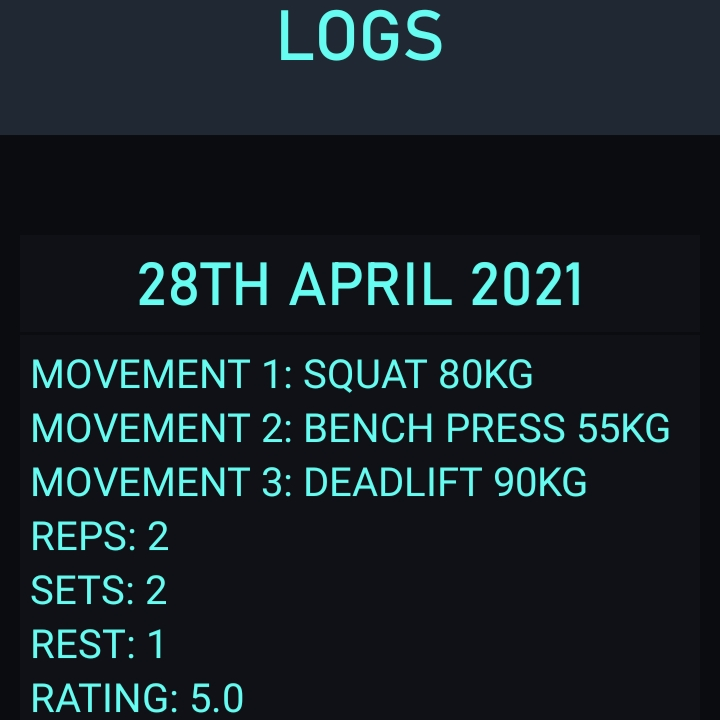 LOGS
28TH APRIL 2021
MOVEMENT 1: SQUAT 80KG
MOVEMENT 2: BENCH PRESS 55KG
MOVEMENT 3: DEADLIFT 90KG
REPS: 2
SETS: 2
REST: 1
RATING: 5.0